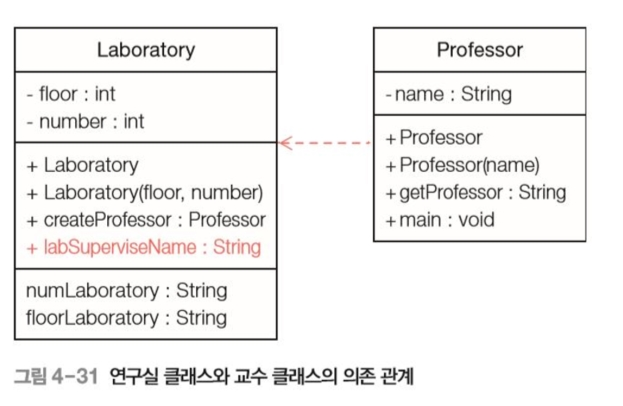 Laboratory
- floor : int
- number : int
+ Laboratory
+ Laboratory(floor, number)
+ createProfessor : Professor
+ labSuperviseName : String
numLaboratory : String
floorLaboratory : String
Professor
-name : String
+Professor
+Professor(name)
+getProfessor : String
+main : void
그림 4-31 연구실 클래스와 교수 클래스의 의존 관계